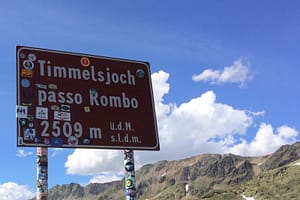 Timmelsjoch
passo Rombo
2509 m ü.d.M.
s.l.d.m.